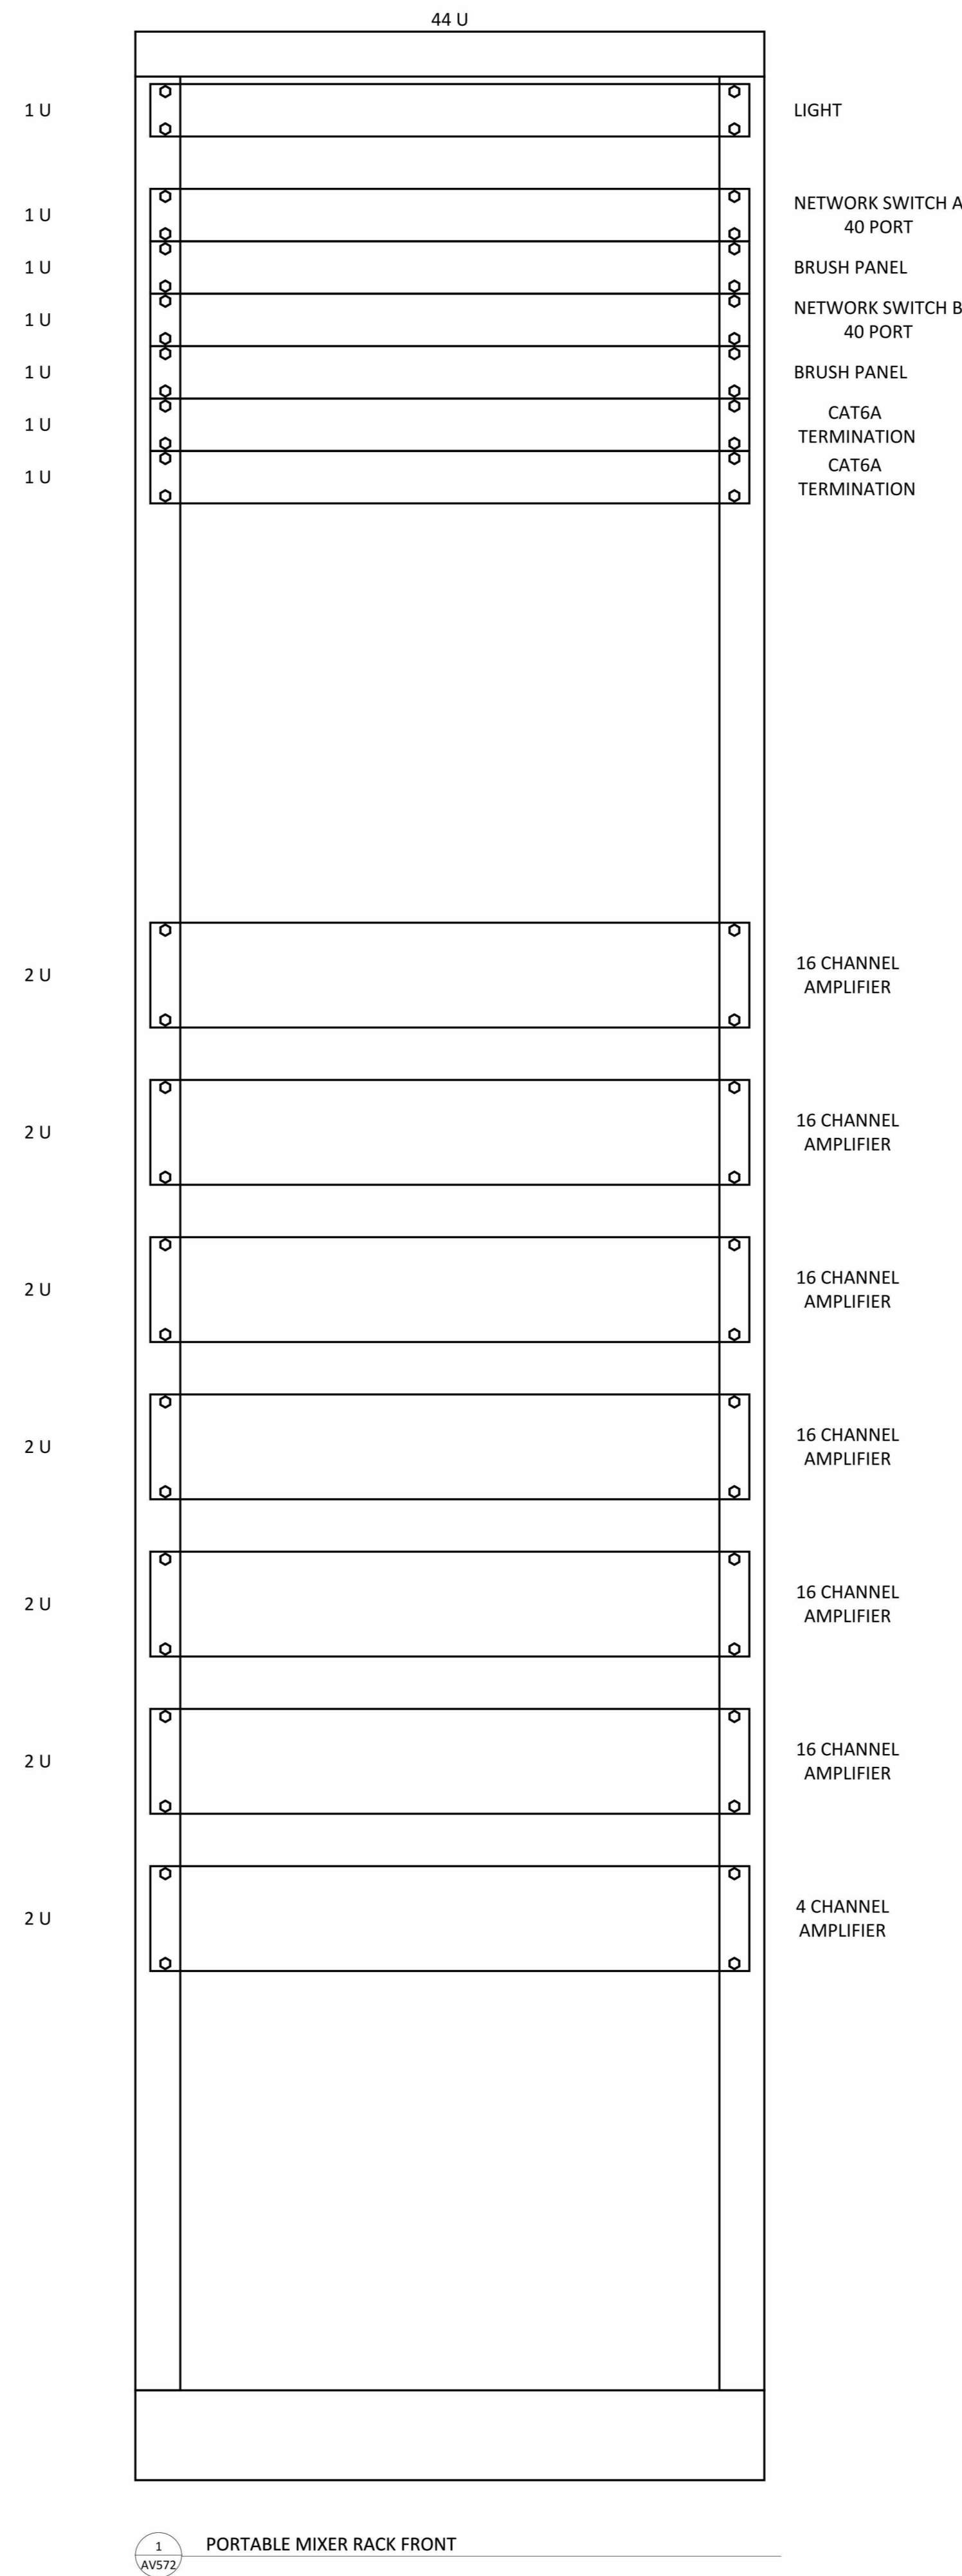 44 U
1 U
LIGHT
1 U
NETWORK SWITCH A
40 PORT
1 U
BRUSH PANEL
1 U
NETWORK SWITCH B
40 PORT
1 U
BRUSH PANEL
1 U
CAT6A
TERMINATION
1 U
CAT6A
TERMINATION
2 U
16 CHANNEL
AMPLIFIER
2 U
16 CHANNEL
AMPLIFIER
2 U
16 CHANNEL
AMPLIFIER
2 U
16 CHANNEL
AMPLIFIER
2 U
16 CHANNEL
AMPLIFIER
2 U
16 CHANNEL
AMPLIFIER
2 U
4 CHANNEL
AMPLIFIER
1
AV572
PORTABLE MIXER RACK FRONT